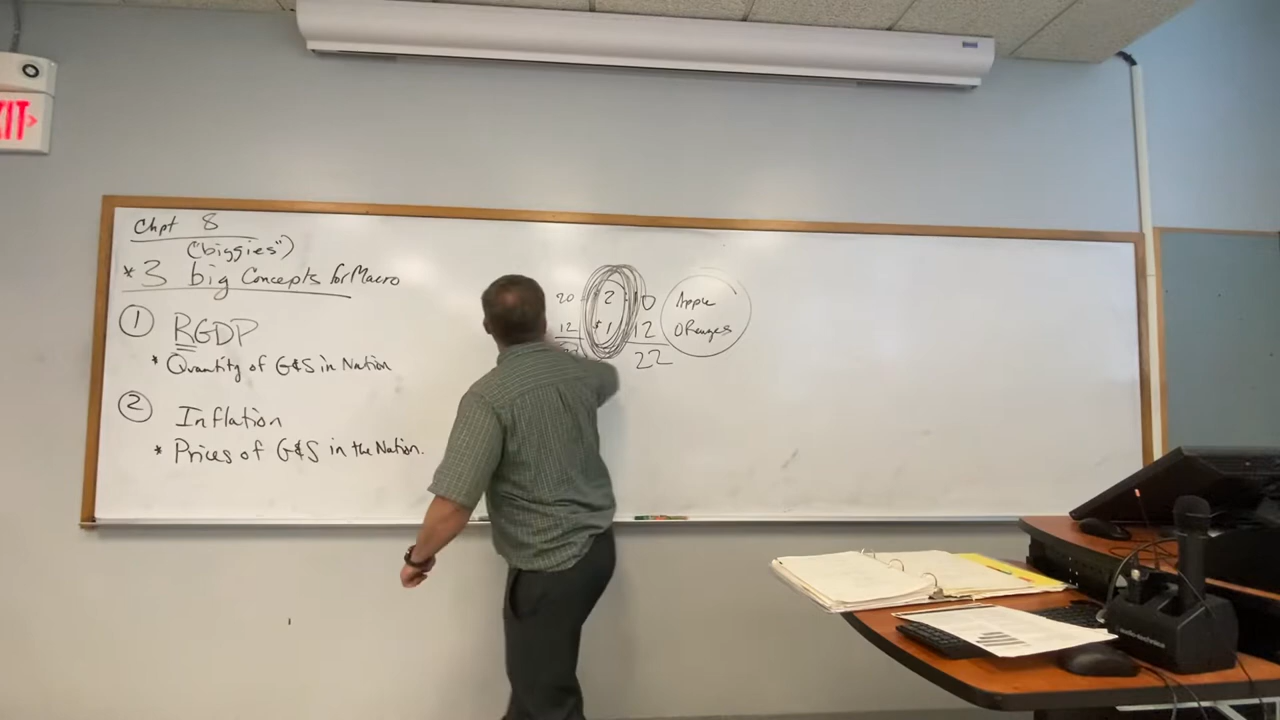 EXIT
Chpt 8
("biggies")
* 3 big Concepts for Macro
① RGDP
* Quantity of G&S in Nation
② Inflation
* Prices of G&S in the Nation.
20 $2 10 Apple
12 $1 12 ORanges
22